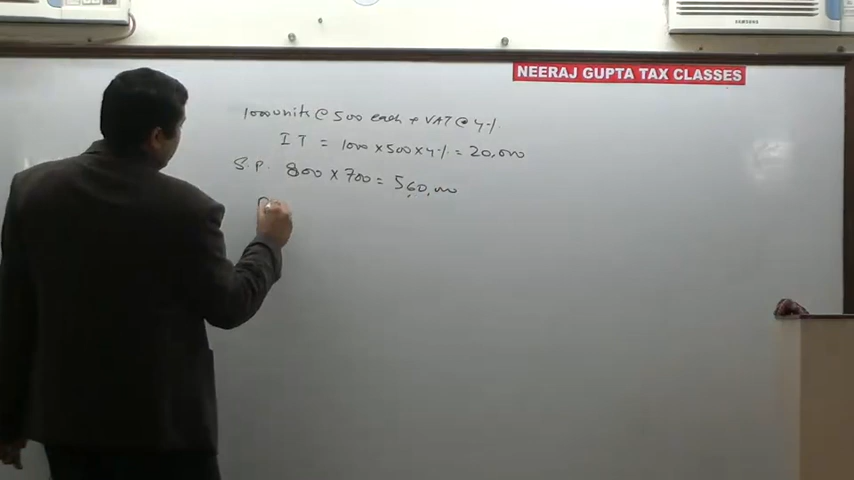 NEERAJ GUPTA TAX CLASSES
1000 units @ 500 each + VAT @ 4%
IT = 1000 x 500 x 4% = 20,000
S.P. 800 x 700 = 560,000